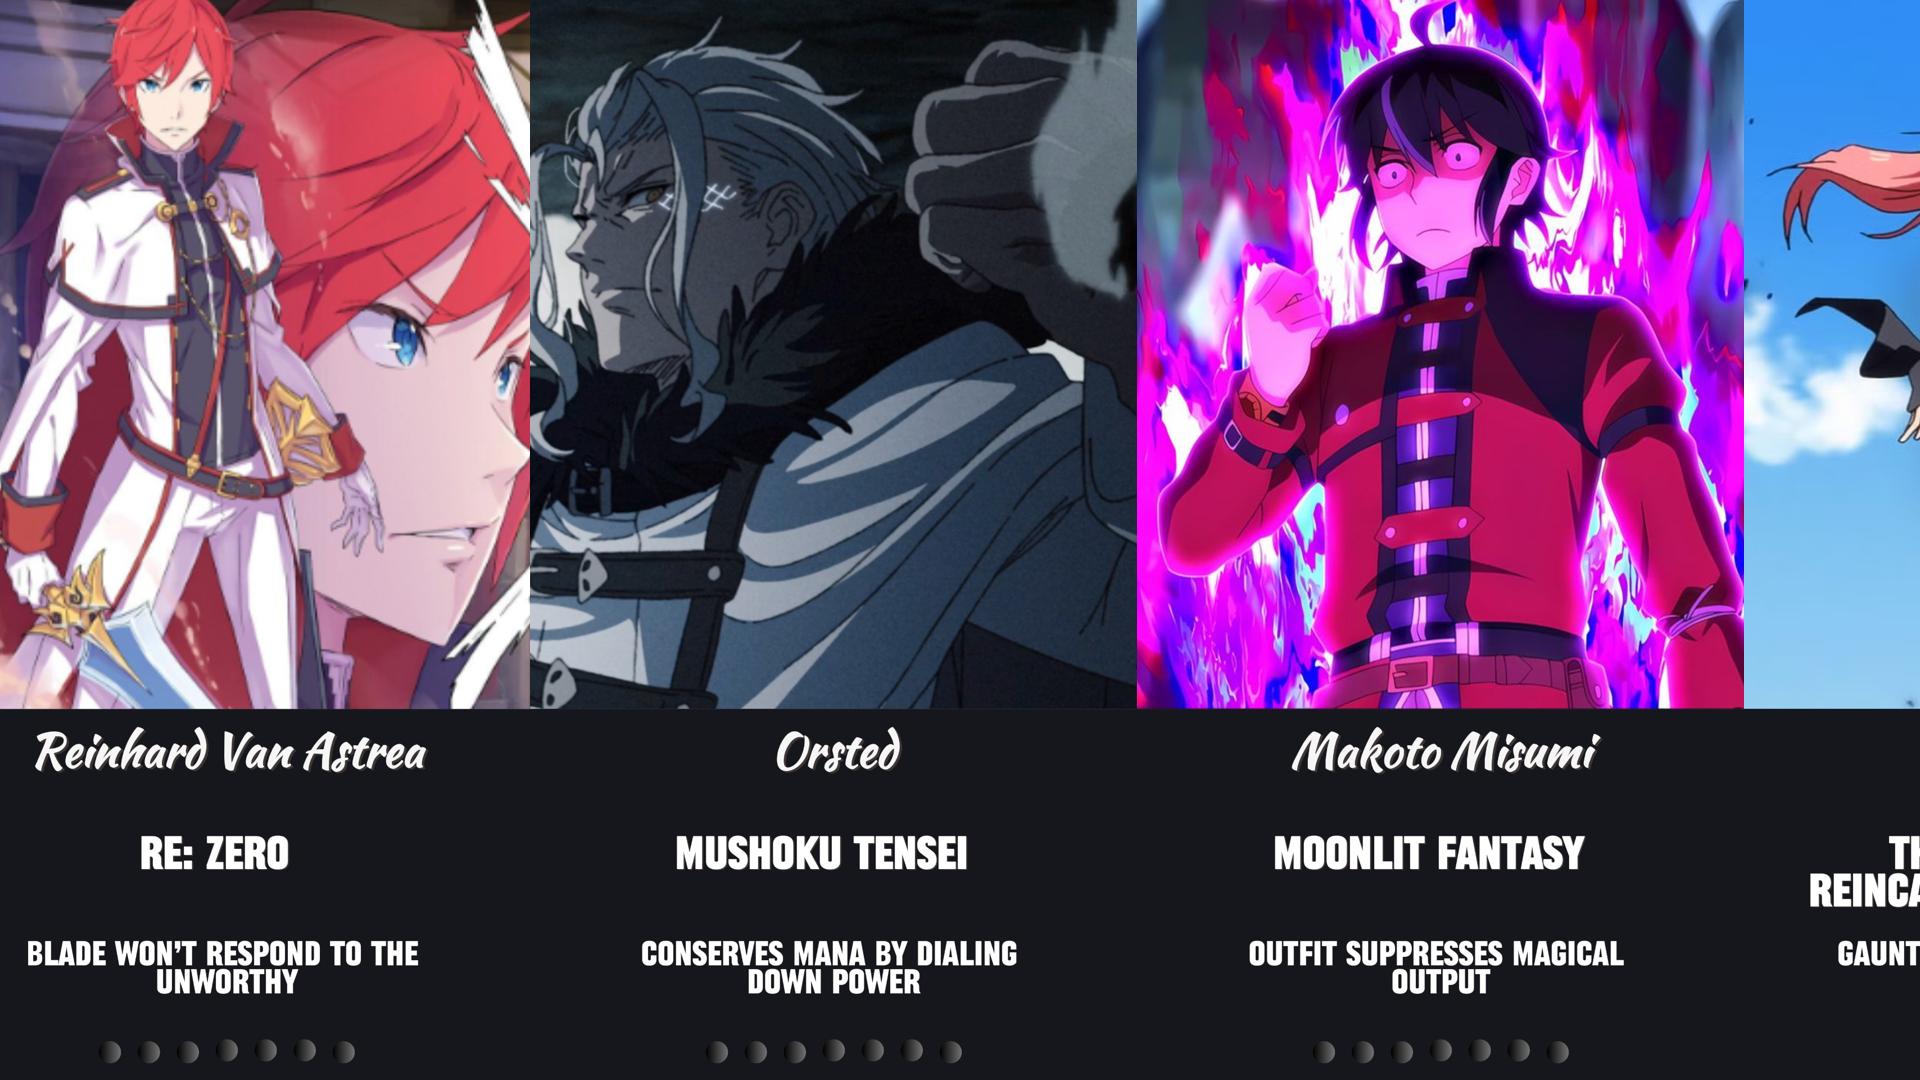 Reinhard Van Astrea
RE: ZERO
BLADE WON'T RESPOND TO THE
UNWORTHY
Orsted
MUSHOKU TENSEI
CONSERVES MANA BY DIALING
DOWN POWER
Makoto Misumi
MOONLIT FANTASY
OUTFIT SUPPRESSES MAGICAL
OUTPUT